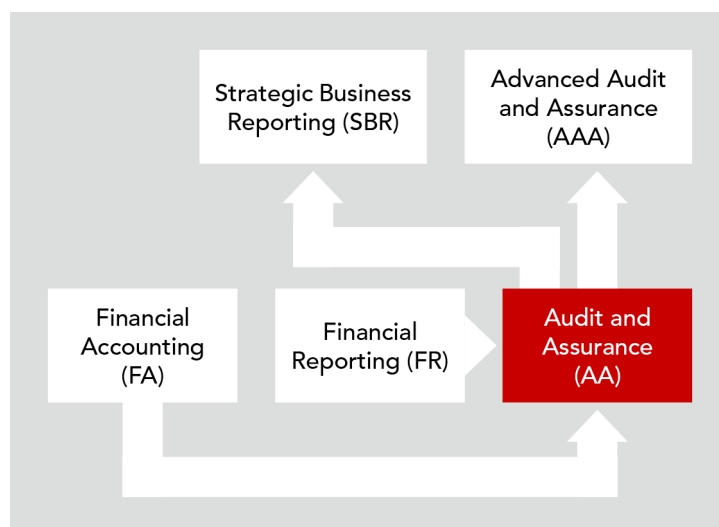 Strategic Business
Reporting (SBR)
Advanced Audit
and Assurance
(AAA)
Financial
Accounting
(FA)
Financial
Reporting (FR)
Audit and
Assurance
(AA)